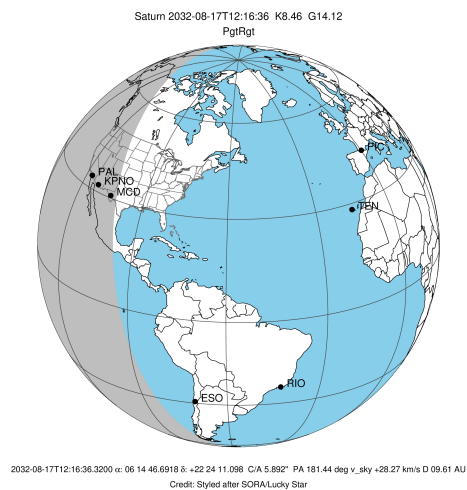 Saturn 2032-08-17T12:16:36 K8.46 G14.12
PgtRgt
PIC
PAL
KPNO
MCD
TEN
RIO
ESO
2032-08-17T12:16:36.3200 α: 06 14 46.6918 δ: +22 24 11.098 C/A 5.892" PA 181.44 deg v_sky +28.27 km/s D 09.61 AU
Credit: Styled after SORA/Lucky Star